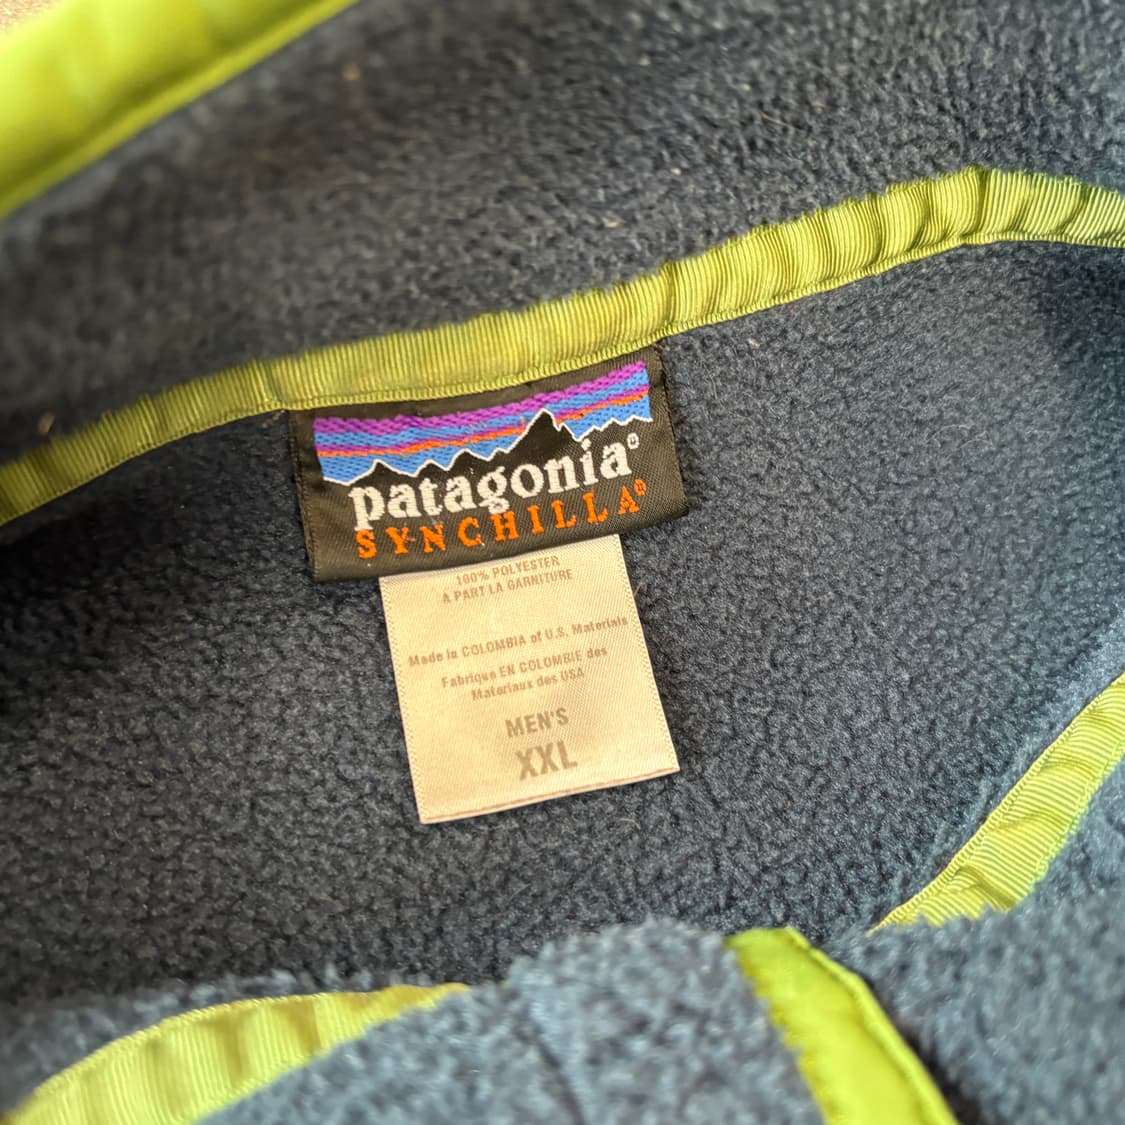 patagonia®
SYNCHILLA®
100% POLYESTER
A PART LA GARNITURE
Made in COLOMBIA of U.S. Materials
Fabrique EN COLOMBIE des
Materiaux des USA
MEN'S
XXL